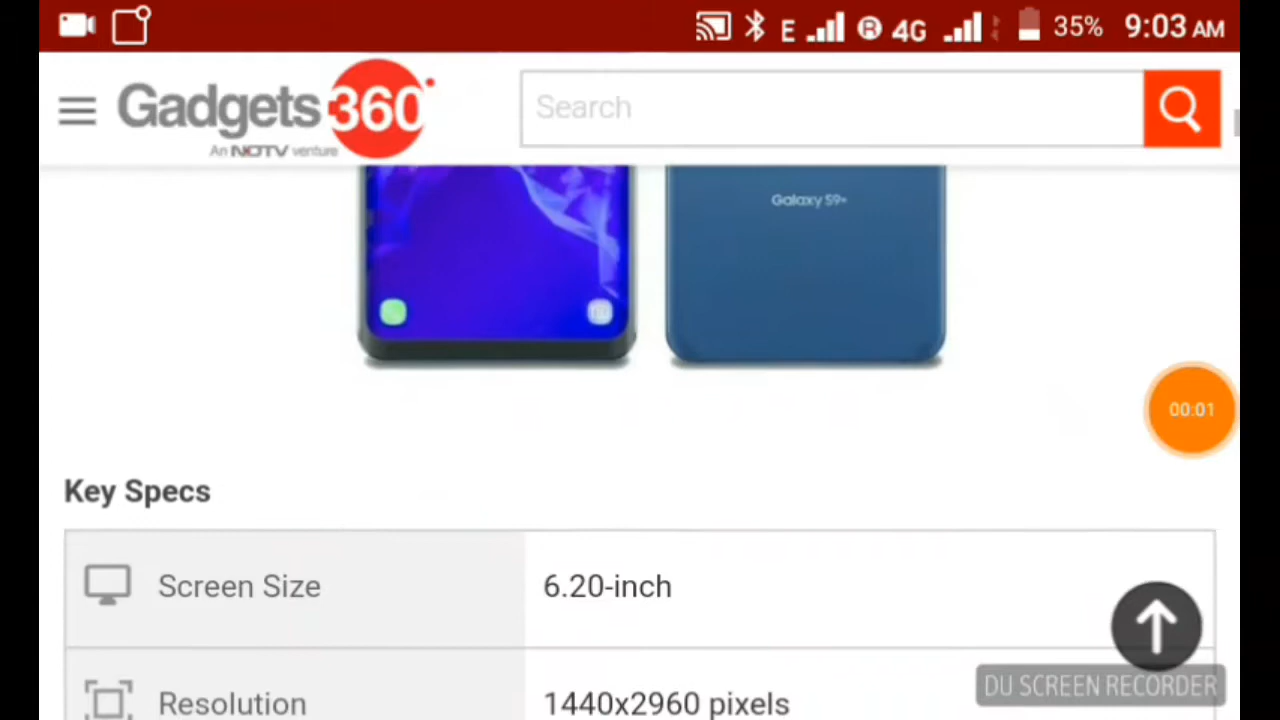 E R 4G 35% 9:03 AM
Gadgets 360
Search
An NDTV venture
Galaxy S9+
00:01
Key Specs
Screen Size 6.20-inch
Resolution 1440x2960 pixels
DU SCREEN RECORDER